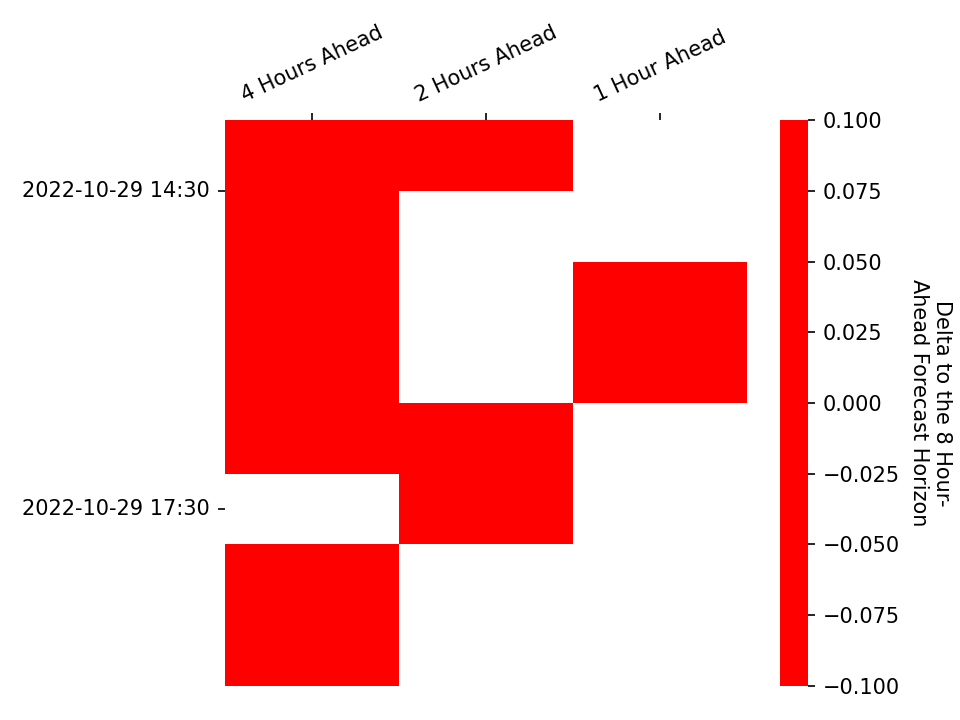 4 Hours Ahead
2 Hours Ahead
1 Hour Ahead
2022-10-29 14:30
2022-10-29 17:30
0.100
0.075
0.050
0.025
0.000
−0.025
−0.050
−0.075
−0.100
Delta to the 8 Hour-
Ahead Forecast Horizon